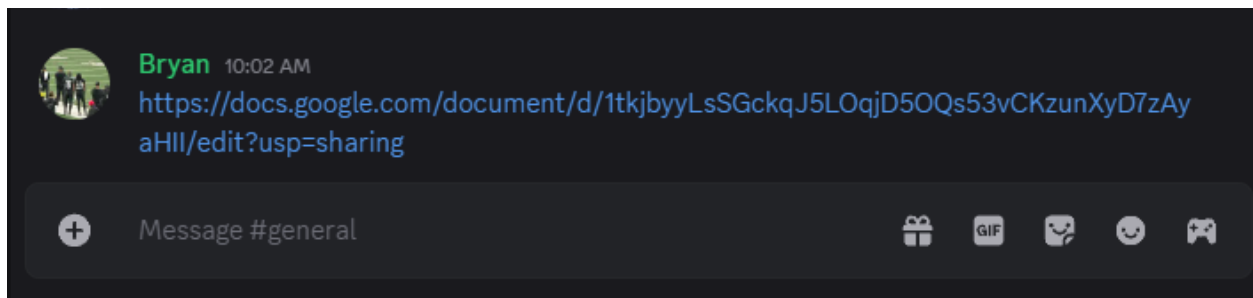 Bryan 10:02 AM
https://docs.google.com/document/d/1tkjbyyLsSGckqJ5LOqjD5OQs53vCKzunXyD7zAy
aHII/edit?usp=sharing
Message #general
GIF